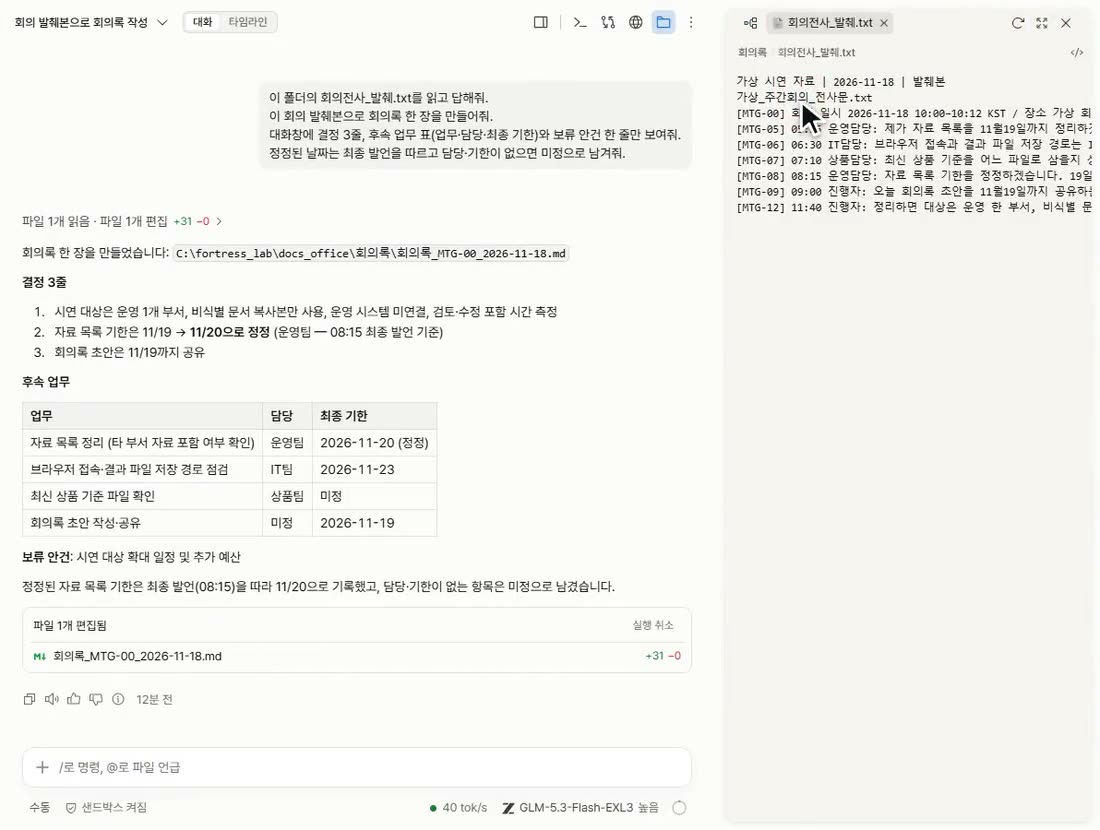 회의 발췌본으로 회의록 작성
대화 타임라인
이 폴더의 회의전사_발췌.txt를 읽고 답해줘.
이 회의 발췌본으로 회의록 한 장을 만들어줘.
대화창에 결정 3줄, 후속 업무 표(업무·담당·최종 기한)와 보류 안건 한 줄만 보여줘.
정정된 날짜는 최종 발언을 따르고 담당·기한이 없으면 미정으로 남겨줘.
파일 1개 읽음 · 파일 1개 편집 +31 −0
회의록 한 장을 만들었습니다: C:\fortress_lab\docs_office\회의록\회의록_MTG-00_2026-11-18.md
결정 3줄
1. 시연 대상은 운영 1개 부서, 비식별 문서 복사본만 사용, 운영 시스템 미연결, 검토·수정 포함 시간 측정
2. 자료 목록 기한은 11/19 → 11/20으로 정정 (운영팀 — 08:15 최종 발언 기준)
3. 회의록 초안은 11/19까지 공유
후속 업무
업무 담당 최종 기한
자료 목록 정리 (타 부서 자료 포함 여부 확인) 운영팀 2026-11-20 (정정)
브라우저 접속·결과 파일 저장 경로 점검 IT팀 2026-11-23
최신 상품 기준 파일 확인 상품팀 미정
회의록 초안 작성·공유 미정 2026-11-19
보류 안건: 시연 대상 확대 일정 및 추가 예산
정정된 자료 목록 기한은 최종 발언(08:15)을 따라 11/20으로 기록했고, 담당·기한이 없는 항목은 미정으로 남겼습니다.
파일 1개 편집됨 실행 취소
M↓ 회의록_MTG-00_2026-11-18.md +31 −0
12분 전
/로 명령, @로 파일 언급
수동 샌드박스 켜짐 40 tok/s GLM-5.3-Flash-EXL3 높음
회의전사_발췌.txt
회의록 회의전사_발췌.txt
가상 시연 자료 | 2026-11-18 | 발췌본
가상_주간회의_전사문.txt
[MTG-00] 일시 2026-11-18 10:00-10:12 KST / 장소 가상 회
[MTG-05] 운영담당: 제가 자료 목록을 11월19일까지 정리하
[MTG-06] 06:30 IT담당: 브라우저 접속과 결과 파일 저장 경로는
[MTG-07] 07:10 상품담당: 최신 상품 기준을 어느 파일로 삼을지
[MTG-08] 08:15 운영담당: 자료 목록 기한을 정정하겠습니다. 19일
[MTG-09] 09:00 진행자: 오늘 회의록 초안을 11월19일까지 공유하
[MTG-12] 11:40 진행자: 정리하면 대상은 운영 한 부서, 비식별 문